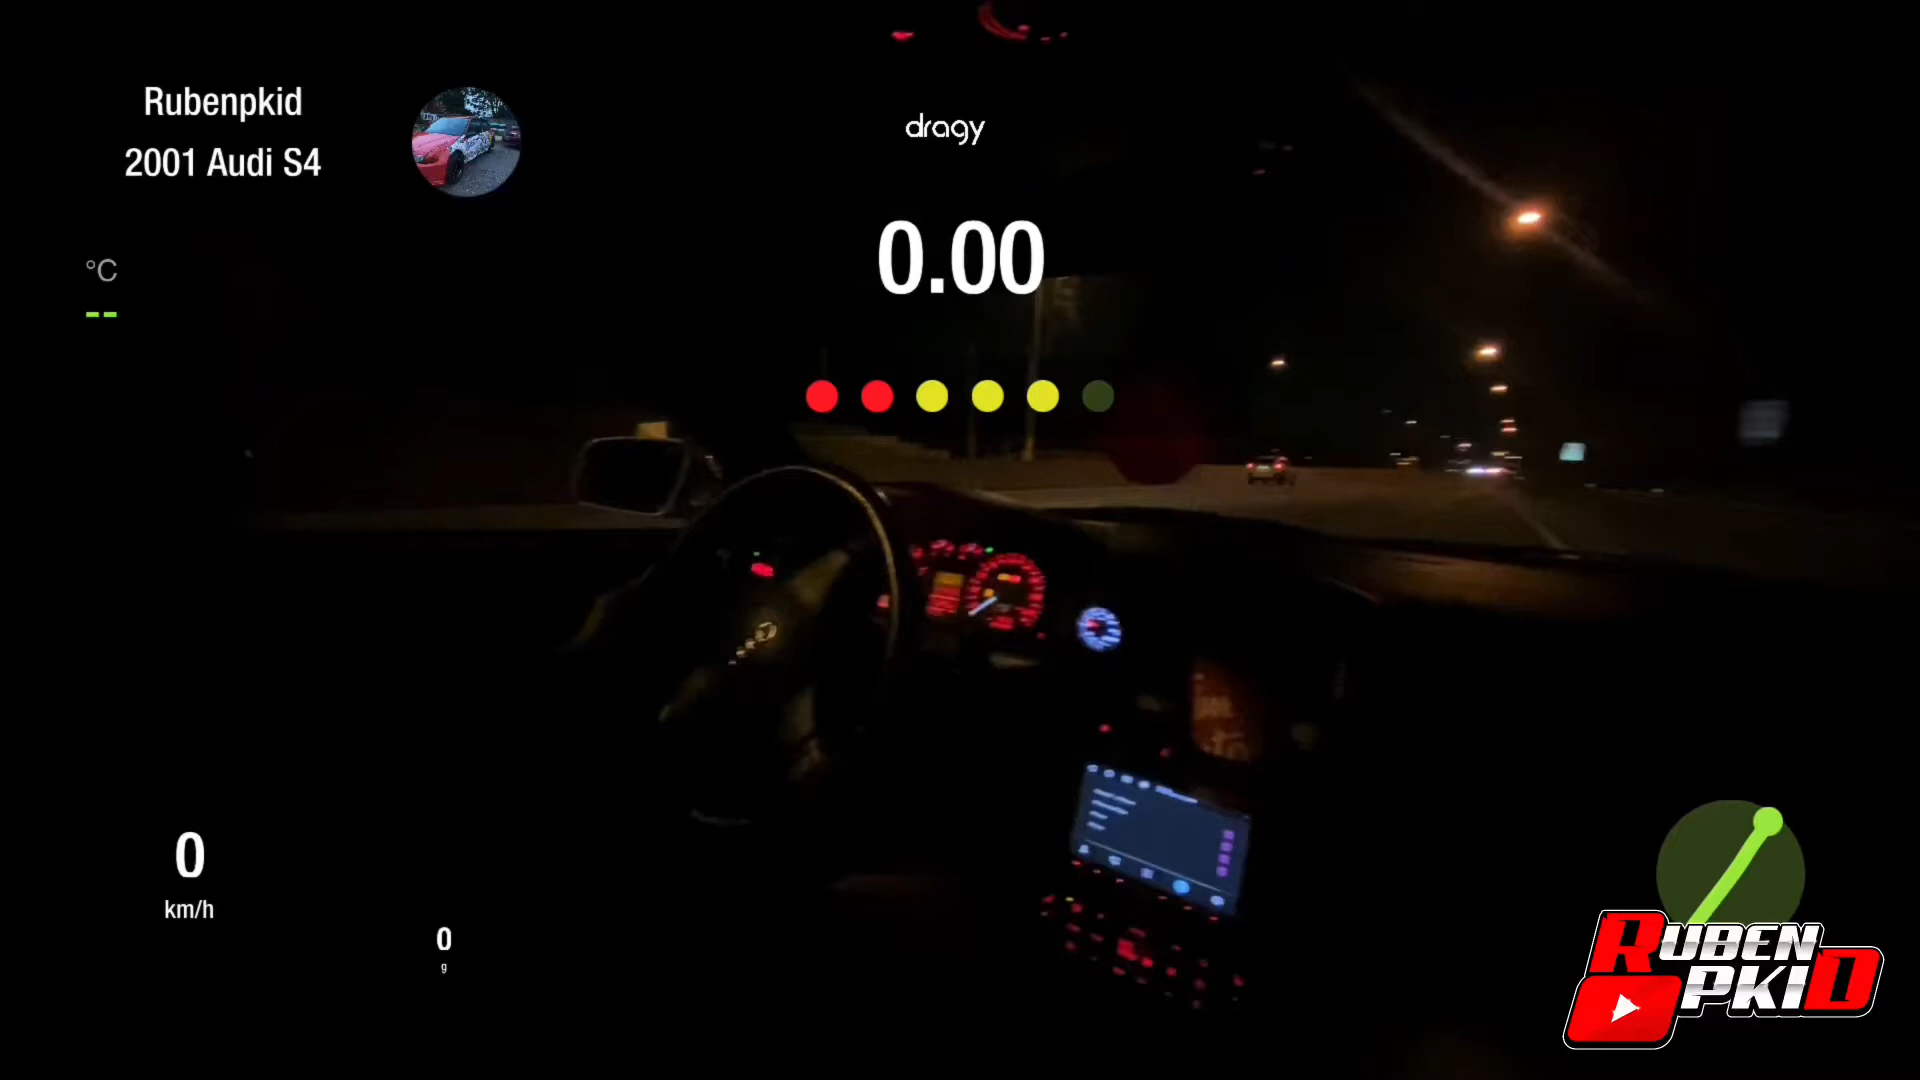 Rubenpkid
2001 Audi S4
dragy
0.00
°C
--
0
km/h
0
g
RUBEN
PKID